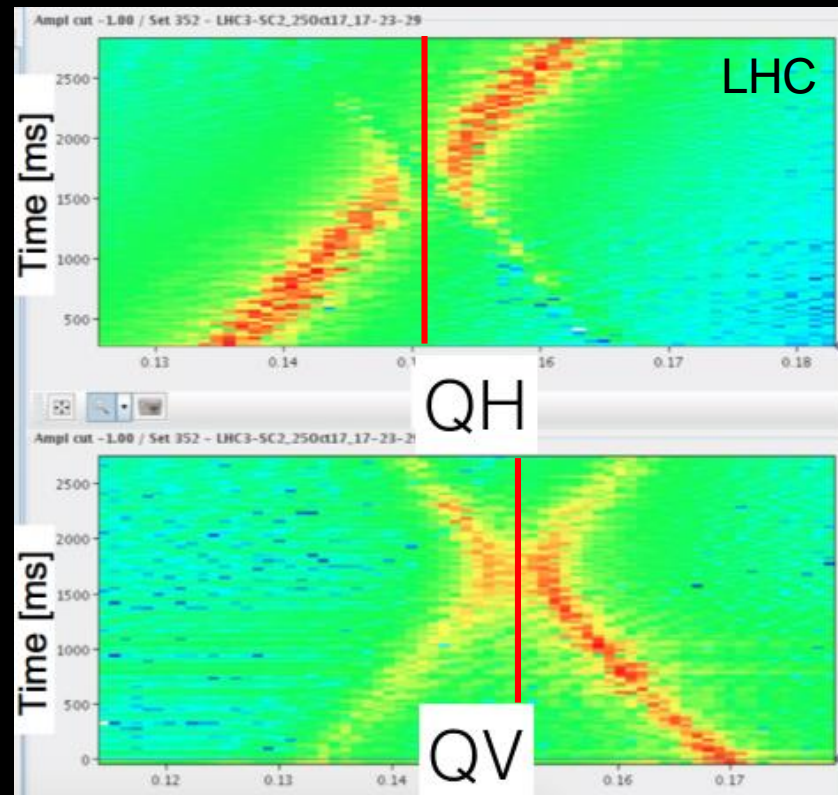 Ampl cut -1.00 / Set 352 - LHC3-SC2_25Oct17_17-23-29
LHC
Time [ms]
2500
2000
1500
1000
500
0.13 0.14 0.1 16 0.17 0.18
QH
Ampl cut -1.00 / Set 352 - LHC3-SC2_25Oct17_17-23-29
Time [ms]
2500
2000
1500
1000
500
0
0.12 0.13 0.14 0.16 0.17
QV